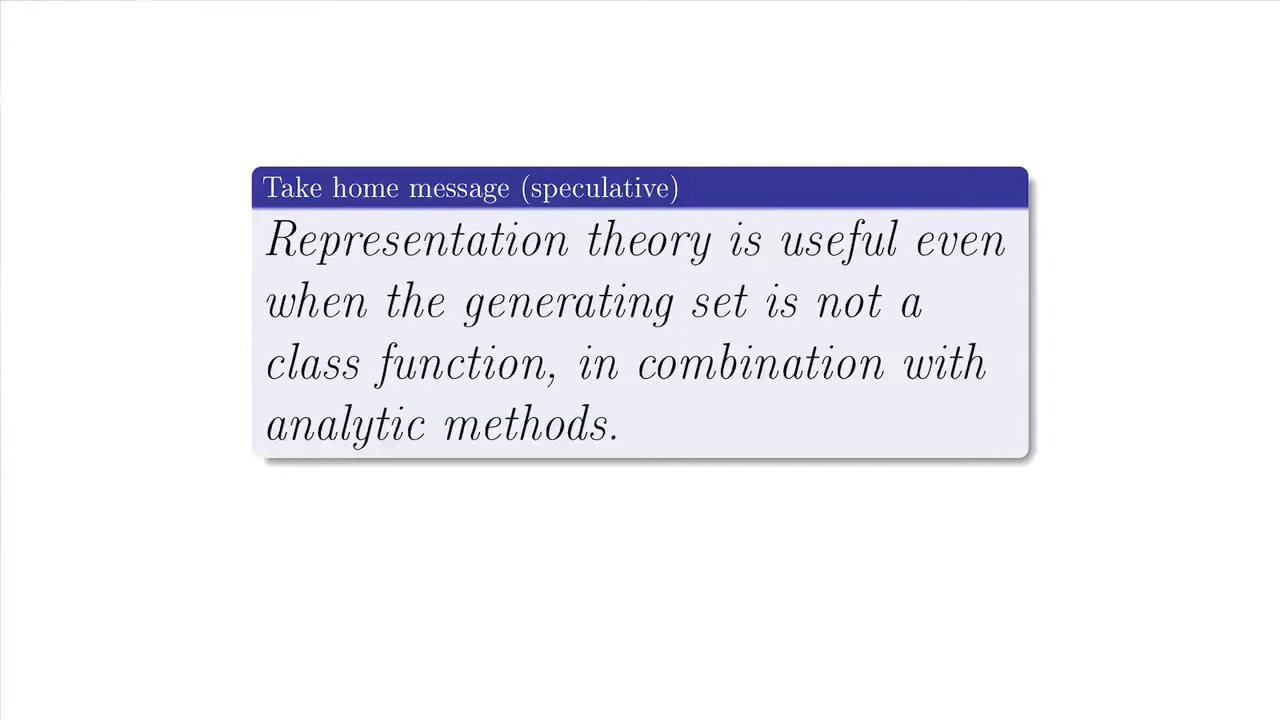 Take home message (speculative)
Representation theory is useful even
when the generating set is not a
class function, in combination with
analytic methods.